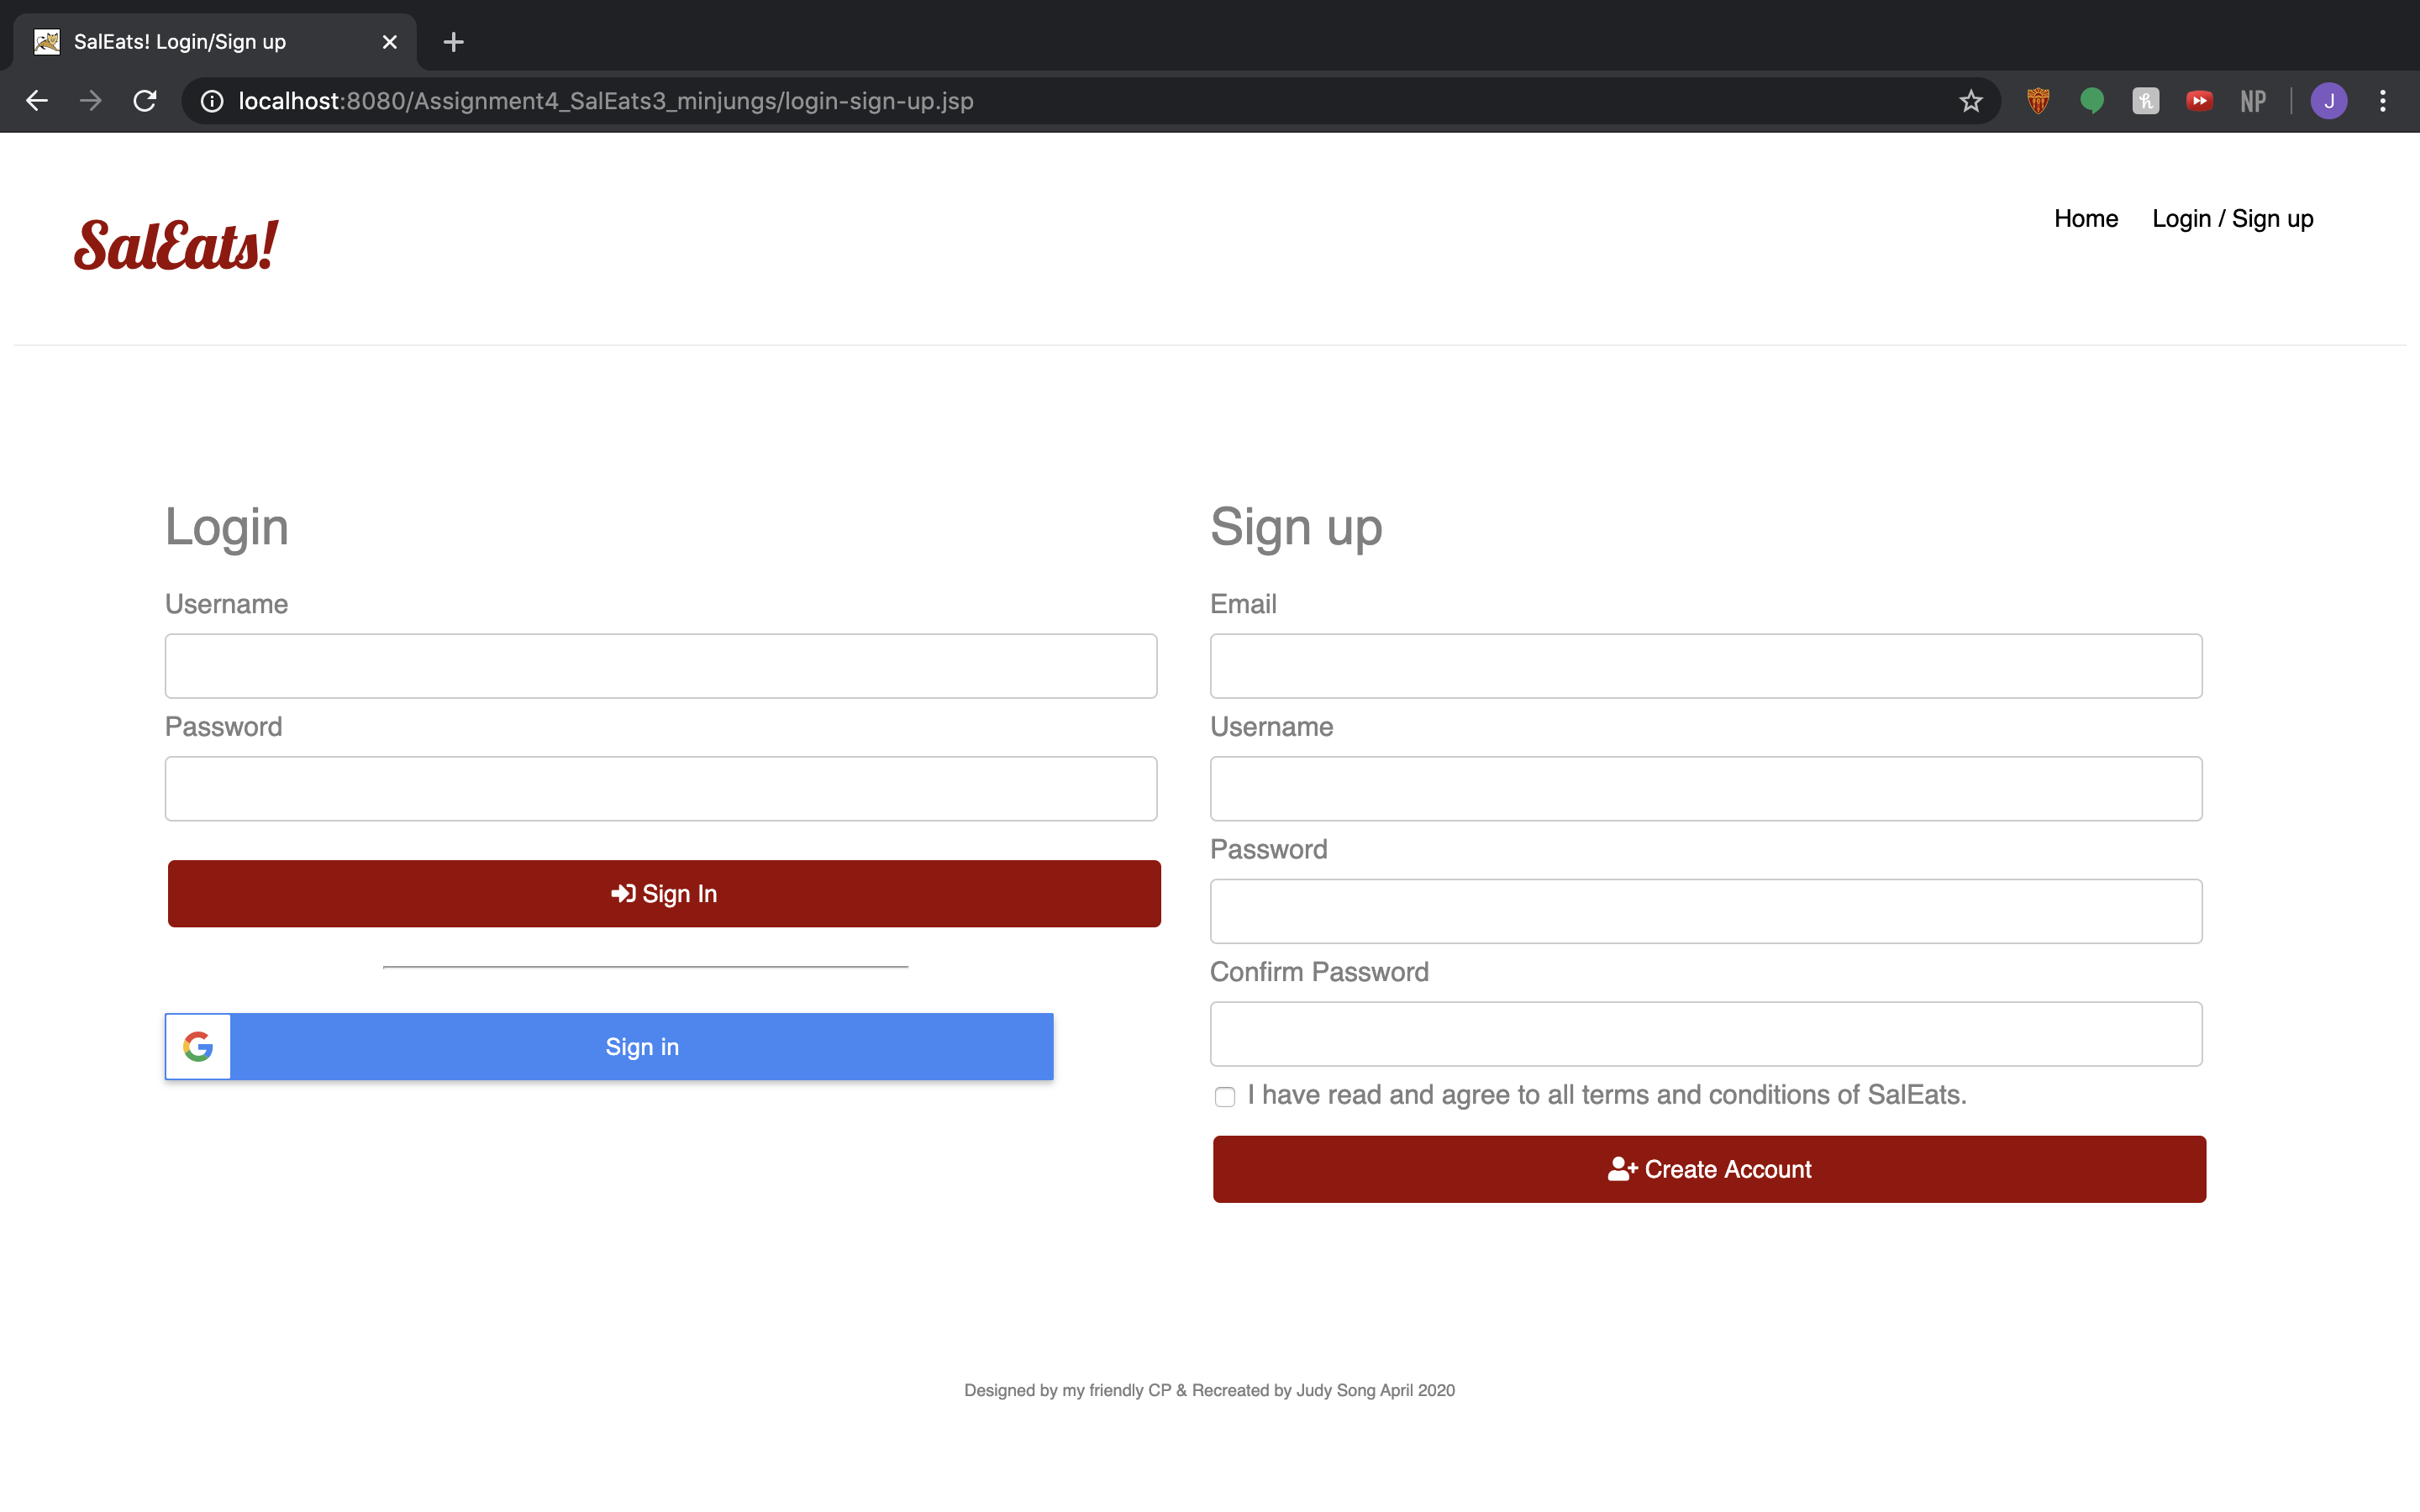 SalEats! Login/Sign up
localhost:8080/Assignment4_SalEats3_minjungs/login-sign-up.jsp
NP
J
SalEats!
Home Login / Sign up
Login
Username
Password
Sign In
Sign in
Sign up
Email
Username
Password
Confirm Password
I have read and agree to all terms and conditions of SalEats.
Create Account
Designed by my friendly CP & Recreated by Judy Song April 2020